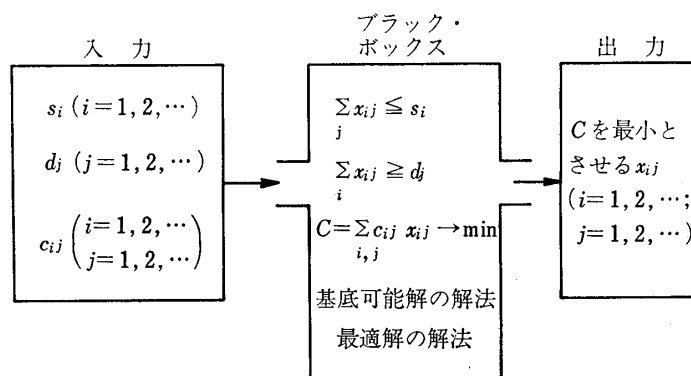 入 力
s_i (i=1, 2, …)
d_j (j=1, 2, …)
c_ij (i=1, 2, …
j=1, 2, …)
ブラック・
ボックス
∑_j x_ij ≦ s_i
∑_i x_ij ≧ d_j
C=∑_{i, j} c_ij x_ij→min
基底可能解の解法
最適解の解法
出 力
Cを最小と
させるx_ij
(i=1, 2, …;
j=1, 2, …)